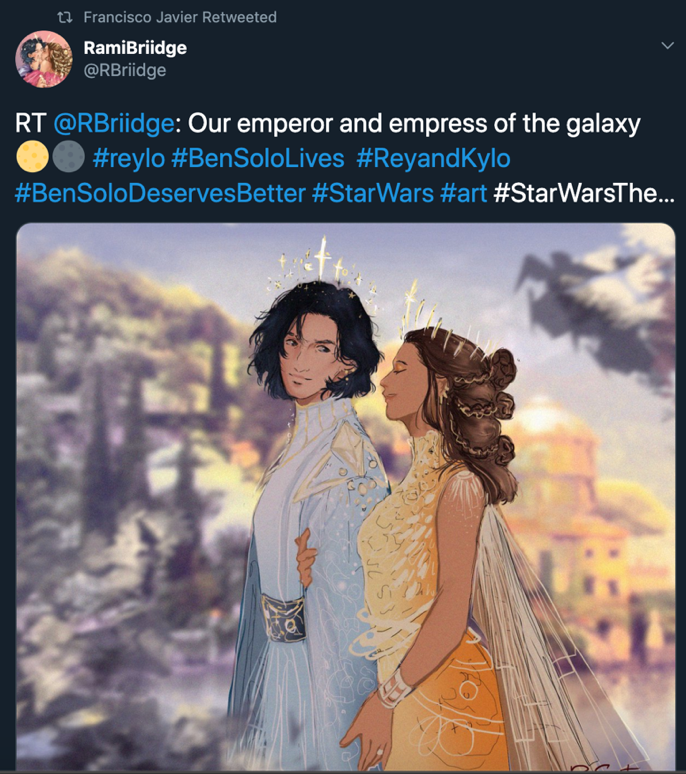 Francisco Javier Retweeted
RamiBriidge
@RBriidge
RT @RBriidge: Our emperor and empress of the galaxy
🌕🌑 #reylo #BenSoloLives #ReyandKylo
#BenSoloDeservesBetter #StarWars #art #StarWarsThe...